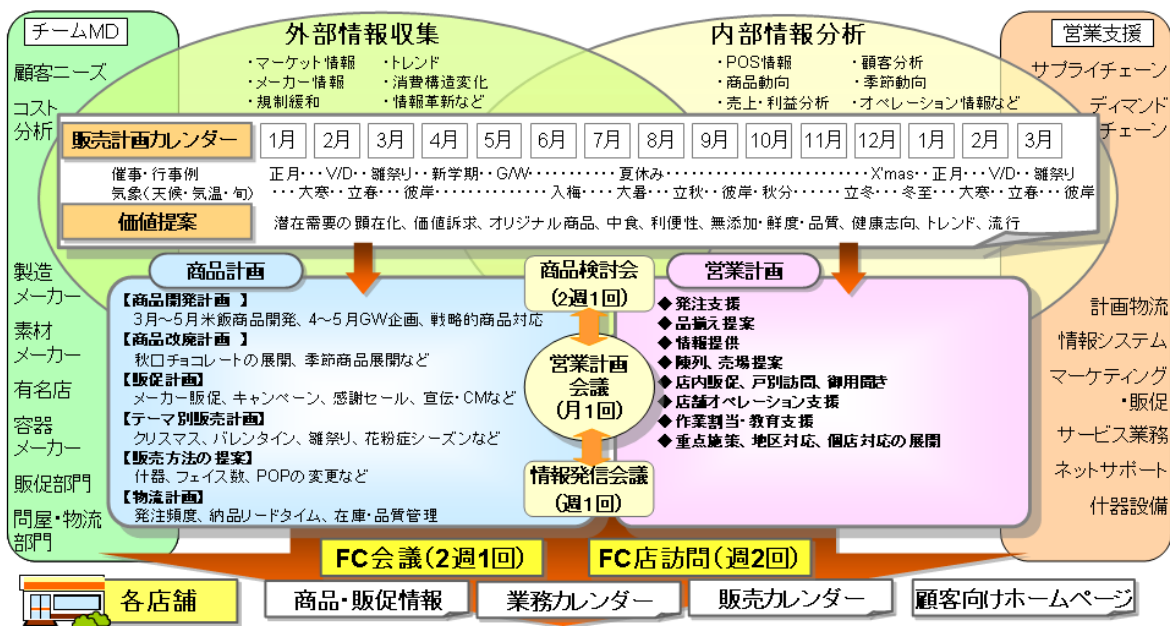 チームMD
顧客ニーズ
コスト
分析
製造
メーカー
素材
メーカー
有名店
容器
メーカー
販促部門
問屋・物流
部門
外部情報収集
・マーケット情報 ・トレンド
・メーカー情報 ・消費構造変化
・規制緩和 ・情報革新など
内部情報分析
・POS情報 ・顧客分析
・商品動向 ・季節動向
・売上・利益分析 ・オペレーション情報など
営業支援
サプライチェーン
ディマンド
チェーン
計画物流
情報システム
マーケティング
・販促
サービス業務
ネットサポート
什器設備
販売計画カレンダー 1月 2月 3月 4月 5月 6月 7月 8月 9月 10月 11月 12月 1月 2月 3月
催事・行事例 正月・・・V/D・・雛祭り・・新学期・・G/W・・・・・・・・・夏休み・・・・・・・・・・・・・・・・・・・・・X'mas・・正月・・V/D・・雛祭り
気象(天候・気温・旬) ・・・大寒・・立春・・彼岸・・・・・・・・・・・入梅・・・・・大暑・・立秋・・彼岸・秋分・・・・・立冬・・冬至・・・大寒・・立春・・彼岸
価値提案 潜在需要の顕在化、価値訴求、オリジナル商品、中食、利便性、無添加・鮮度・品質、健康志向、トレンド、流行
商品計画
【商品開発計画 】
3月~5月米飯商品開発、4~5月GW企画、戦略的商品対応
【商品改廃計画】
秋口チョコレートの展開、季節商品展開など
【販促計画】
メーカー販促、キャンペーン、感謝セール、宣伝・CMなど
【テーマ別販売計画】
クリスマス、バレンタイン、雛祭り、花粉症シーズンなど
【販売方法の提案】
什器、フェイス数、POPの変更など
【物流計画】
発注頻度、納品リードタイム、在庫・品質管理
商品検討会
(2週1回)
営業計画
会議
(月1回)
情報発信会議
(週1回)
営業計画
◆発注支援
◆品揃え提案
◆情報提供
◆陳列、売場提案
◆店内販促、戸別訪問、御用聞き
◆店舗オペレーション支援
◆作業割当・教育支援
◆重点施策、地区対応、個店対応の展開
FC会議(2週1回) FC店訪問(週2回)
各店舗 商品・販促情報 業務カレンダー 販売カレンダー 顧客向けホームページ